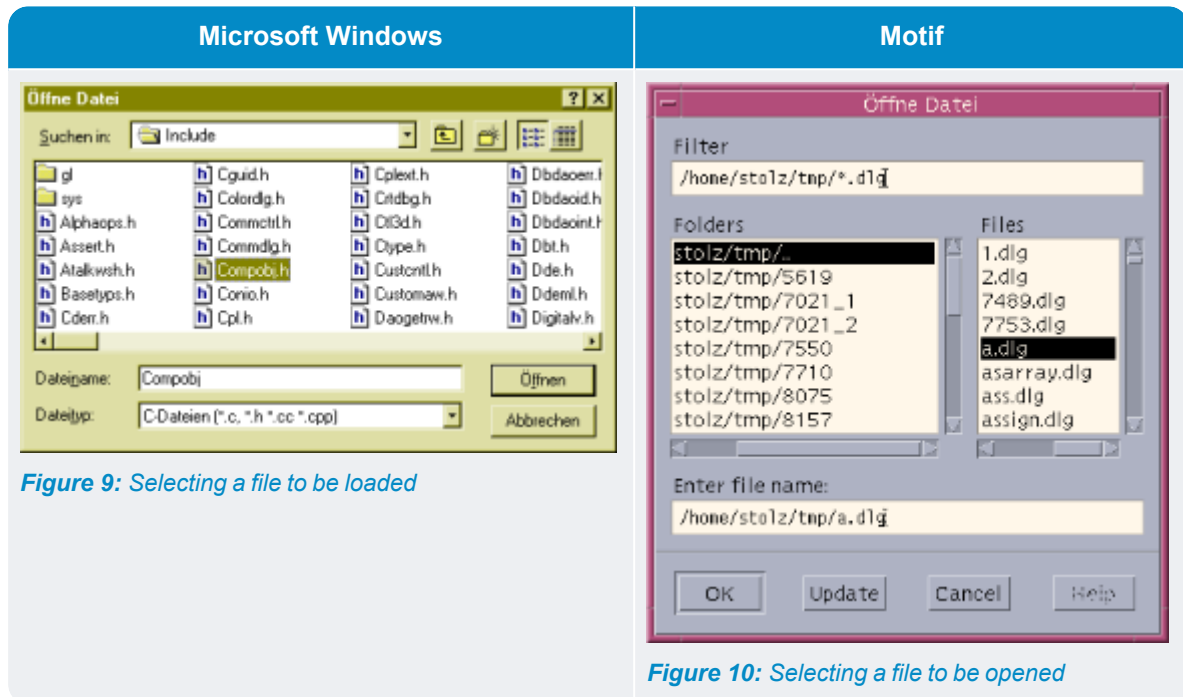 Microsoft Windows
Motif
Öffne Datei
Suchen in: Include
gl Cguid.h Cplext.h Dbdaoerr.h
sys Colordlg.h Crtdbg.h Dbdaoid.h
Alphaops.h Commctrl.h Ctl3d.h Dbdaoint.h
Assert.h Commdlg.h Ctype.h Dbt.h
Atalkwsh.h Compobj.h Custcntl.h Dde.h
Basetyps.h Conio.h Customaw.h Ddeml.h
Cderr.h Cpl.h Daogetrw.h Digitalv.h
Dateiname: Compobj Öffnen
Dateityp: C-Dateien (*.c, *.h *.cc *.cpp) Abbrechen
Figure 9: Selecting a file to be loaded
Öffne Datei
Filter
/home/stolz/tmp/*.dlg
Folders Files
stolz/tmp/.. 1.dlg
stolz/tmp/5619 2.dlg
stolz/tmp/7021_1 7489.dlg
stolz/tmp/7021_2 7753.dlg
stolz/tmp/7550 a.dlg
stolz/tmp/7710 asarray.dlg
stolz/tmp/8075 ass.dlg
stolz/tmp/8157 assign.dlg
Enter file name:
/home/stolz/tmp/a.dlg
OK Update Cancel Help
Figure 10: Selecting a file to be opened